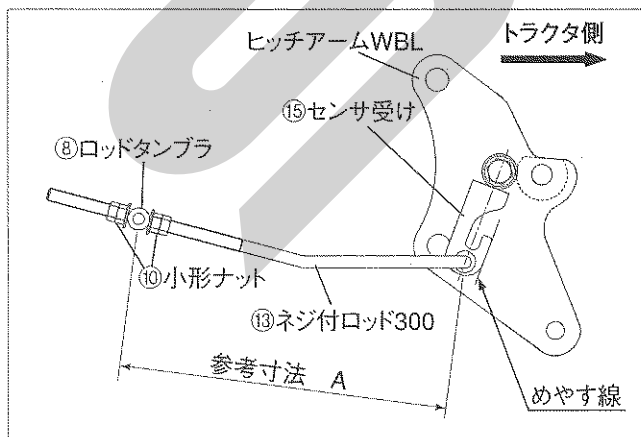 ヒッチアームWBL
トラクタ側
⑮センサ受け
⑧ロッドタンブラ
⑩小形ナット
⑬ネジ付ロッド300
参考寸法 A
めやす線